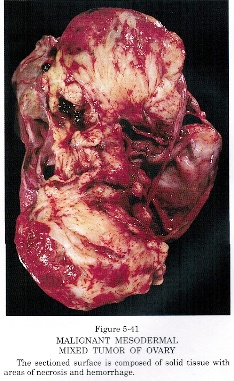 Figure 5-41
MALIGNANT MESODERMAL
MIXED TUMOR OF OVARY
The sectioned surface is composed of solid tissue with
areas of necrosis and hemorrhage.